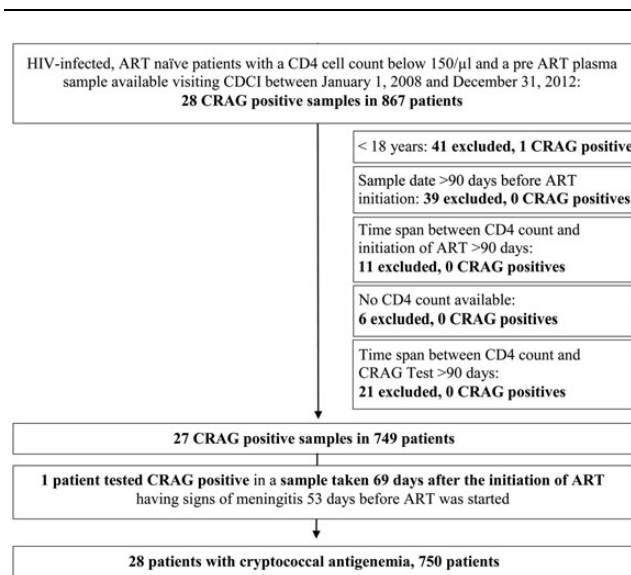 HIV-infected, ART naïve patients with a CD4 cell count below 150/µl and a pre ART plasma
sample available visiting CDCI between January 1, 2008 and December 31, 2012:
28 CRAG positive samples in 867 patients
< 18 years: 41 excluded, 1 CRAG positive
Sample date >90 days before ART
initiation: 39 excluded, 0 CRAG positives
Time span between CD4 count and
initiation of ART >90 days:
11 excluded, 0 CRAG positives
No CD4 count available:
6 excluded, 0 CRAG positives
Time span between CD4 count and
CRAG Test >90 days:
21 excluded, 0 CRAG positives
27 CRAG positive samples in 749 patients
1 patient tested CRAG positive in a sample taken 69 days after the initiation of ART
having signs of meningitis 53 days before ART was started
28 patients with cryptococcal antigenemia, 750 patients